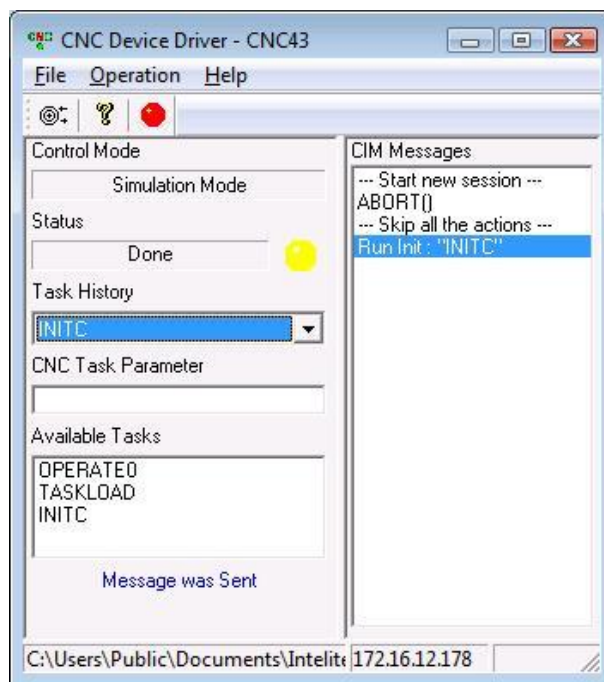 CNC Device Driver - CNC43
File Operation Help
Control Mode
Simulation Mode
Status
Done
Task History
INITC
CNC Task Parameter
Available Tasks
OPERATE0
TASKLOAD
INITC
Message was Sent
CIM Messages
--- Start new session ---
ABORT()
--- Skip all the actions ---
Run Init : "INITC"
C:\Users\Public\Documents\Intelite 172.16.12.178